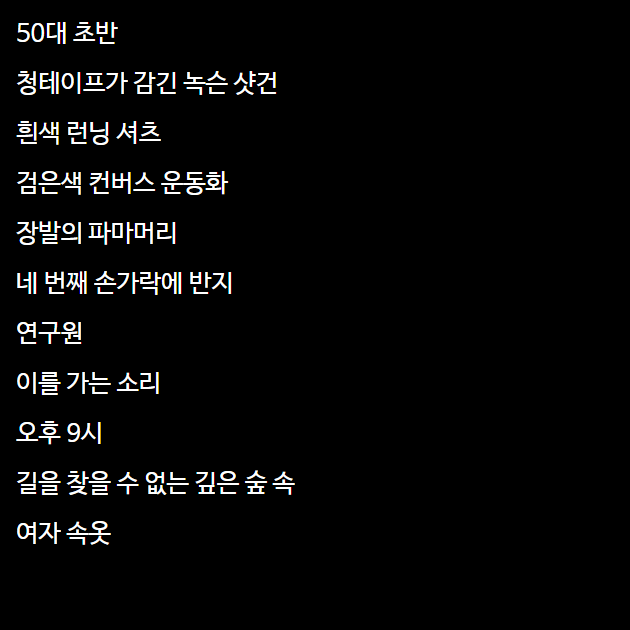 50대 초반
청테이프가 감긴 녹슨 샷건
흰색 런닝 셔츠
검은색 컨버스 운동화
장발의 파마머리
네 번째 손가락에 반지
연구원
이를 가는 소리
오후 9시
길을 찾을 수 없는 깊은 숲 속
여자 속옷